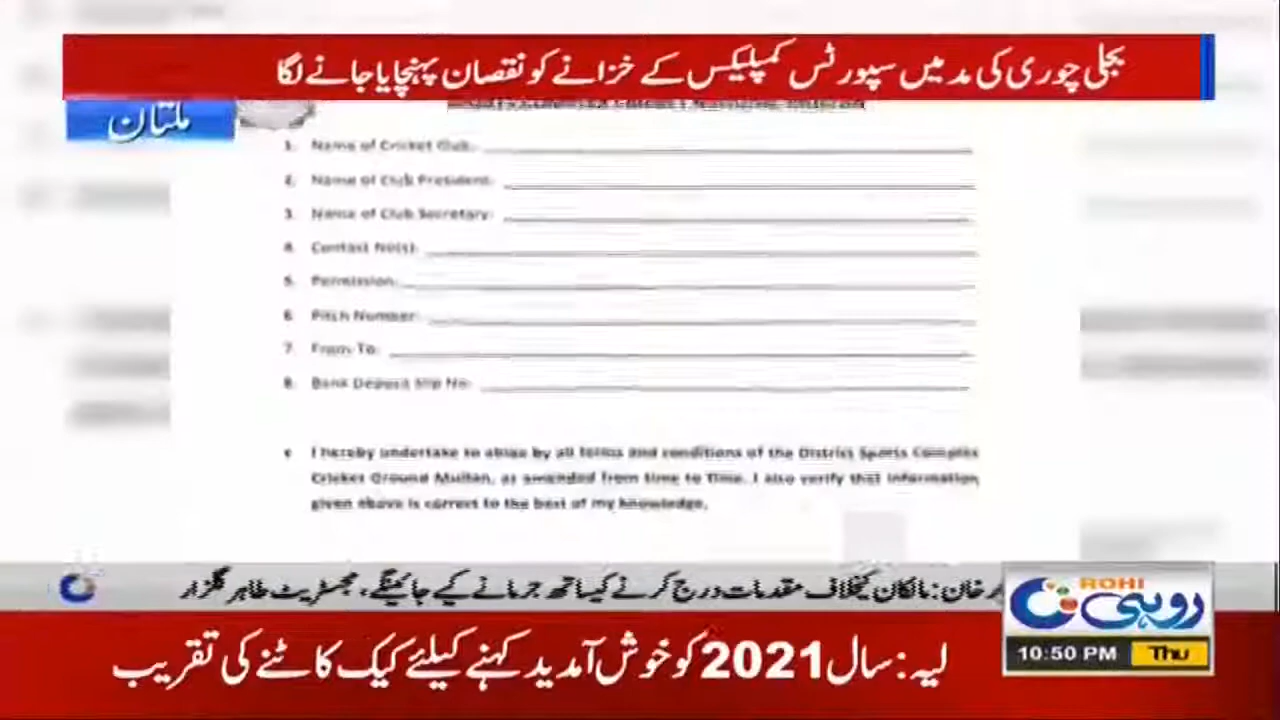 بجلی چوری کی مد میں سپورٹس کمپلیکس کے خزانے کو نقصان پہنچایا جانے لگا
ملتان
1. Name of Cricket Club:
2. Name of Club President:
3. Name of Club Secretary:
4. Contact No(s):
5. Permission:
6. Pitch Number:
7. From To:
8. Bank Deposit Slip No:
I hereby undertake to abide by all terms and conditions of the District Sports Complex
Cricket Ground Multan, as amended from time to time. I also verify that information
given above is correct to the best of my knowledge.
خان: مالکان کیخلاف مقدمات درج کرنے کیساتھ جرمانے کیے جائینگے، مجسٹریٹ طاہر گلزار
ROHI
روہی
10:50 PM Thu
لیہ: سال 2021 کو خوش آمدید کہنے کیلئے کیک کاٹنے کی تقریب